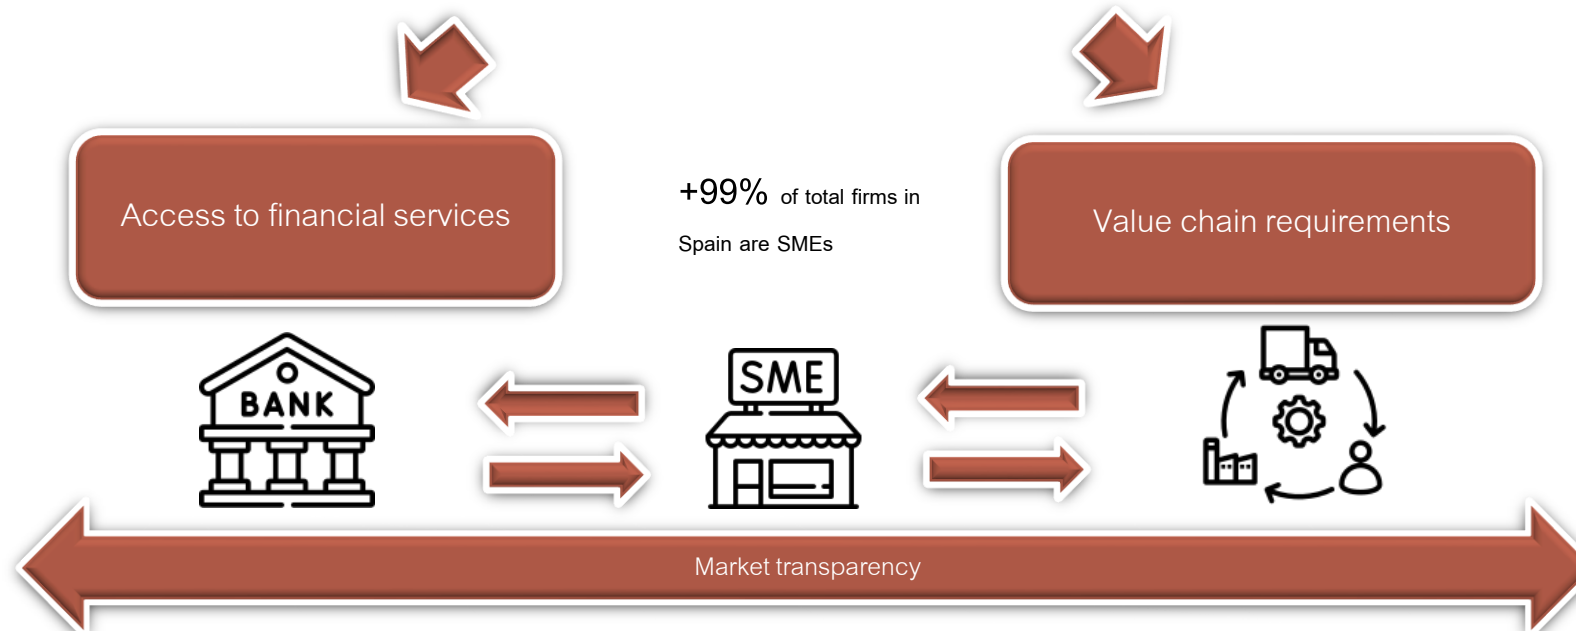 Access to financial services
+99% of total firms in
Spain are SMEs
Value chain requirements
BANK
SME
Market transparency